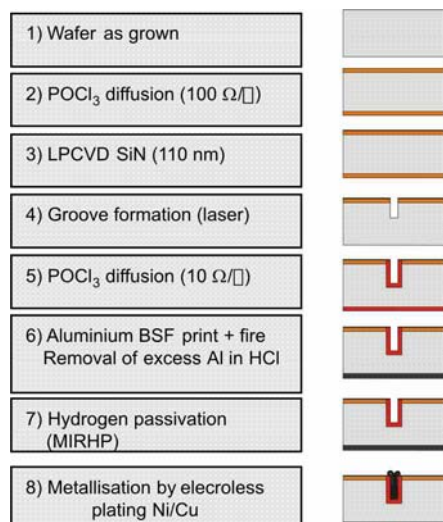 1) Wafer as grown
2) POCl₃ diffusion (100 Ω/□)
3) LPCVD SiN (110 nm)
4) Groove formation (laser)
5) POCl₃ diffusion (10 Ω/□)
6) Aluminium BSF print + fire
Removal of excess Al in HCl
7) Hydrogen passivation
(MIRHP)
8) Metallisation by elecroless
plating Ni/Cu